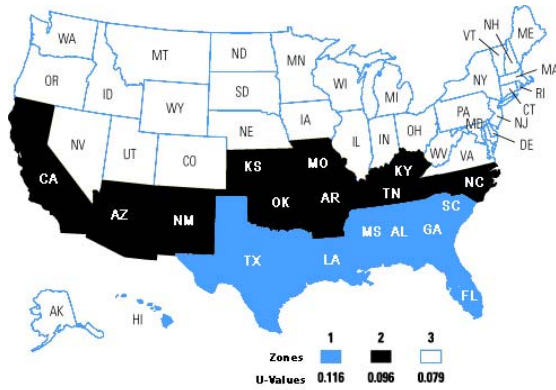 WA
MT
ND
MN
VT
NH
ME
OR
ID
WY
SD
WI
MI
NY
MA
RI
CT
NV
UT
CO
NE
IA
IL
IN
OH
PA
NJ
MD
DE
WV
VA
CA
AZ
NM
KS
MO
OK
AR
KY
TN
NC
TX
LA
MS AL
GA
SC
FL
AK
HI
1 2 3
Zones
U-Values 0.116 0.096 0.079